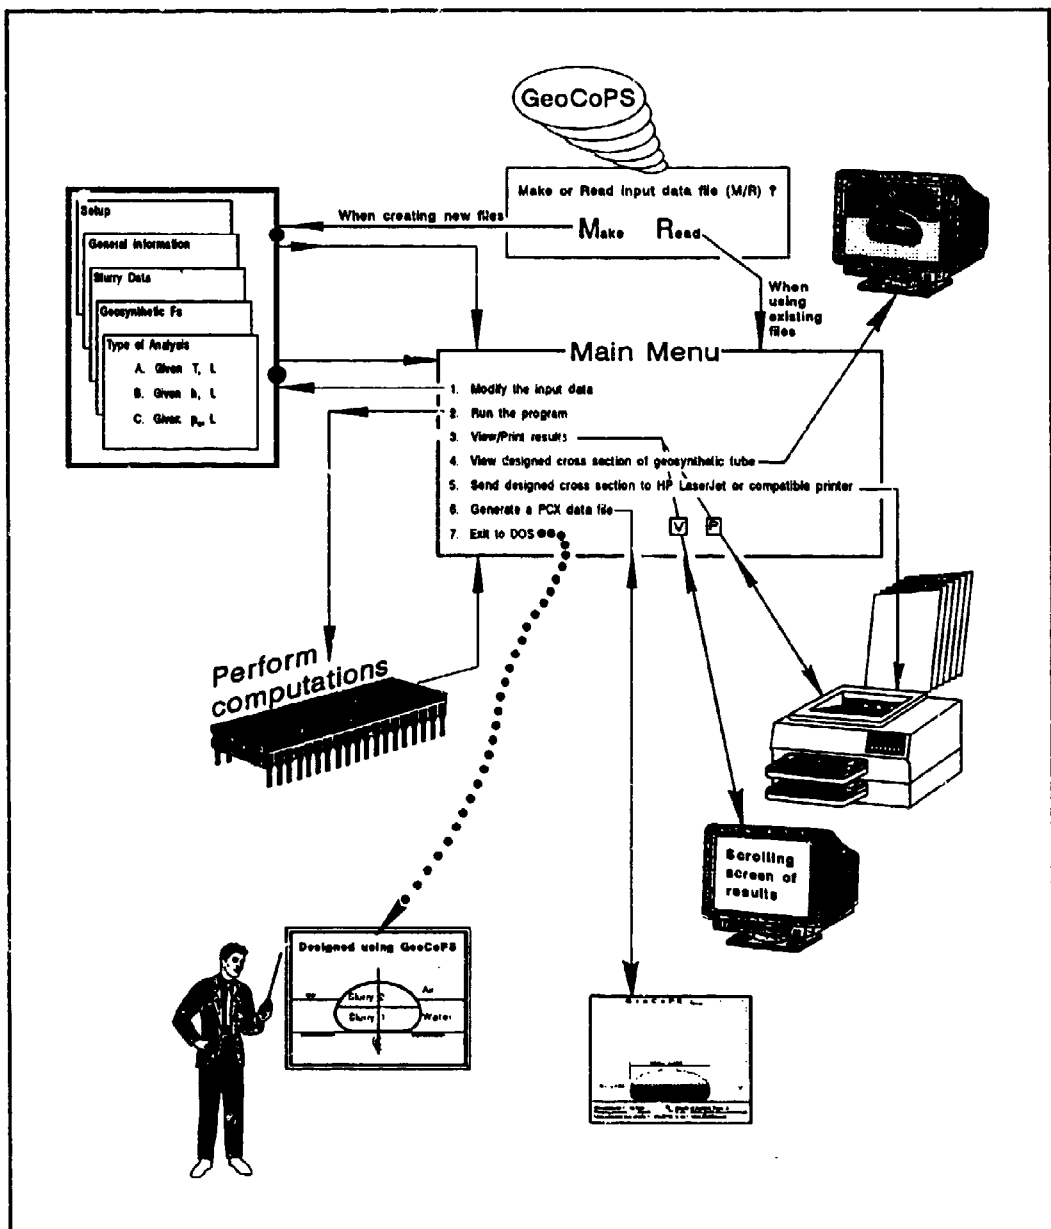 GeoCoPS
Make or Read input data file (M/R) ?
Make Read
When creating new files
When
using
existing
files
Setup
General Information
Slurry Data
Geosynthetic Fs
Type of Analysis
A. Given T, L
B. Given h, L
C. Given pₒ, L
Main Menu
1. Modify the input data
2. Run the program
3. View/Print results
4. View designed cross section of geosynthetic tube
5. Send designed cross section to HP LaserJet or compatible printer
6. Generate a PCX data file
7. Exit to DOS
V P
Perform
computations
Scrolling
screen of
results
Designed using GeoCoPS
Slurry 2 Air
Slurry 1 Water
GeoCoPS